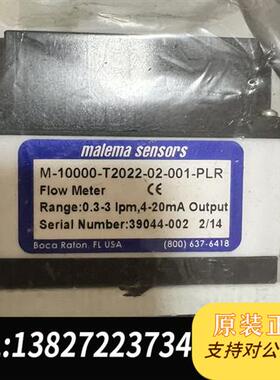 malema sensors
M-10000-T2022-02-001-PLR
Flow Meter CE
Range:0.3-3 lpm,4-20mA Output
Serial Number:39044-002 2/14
Boca Raton, FL USA (800) 637-6418
:13827223734
原装正
支持对公